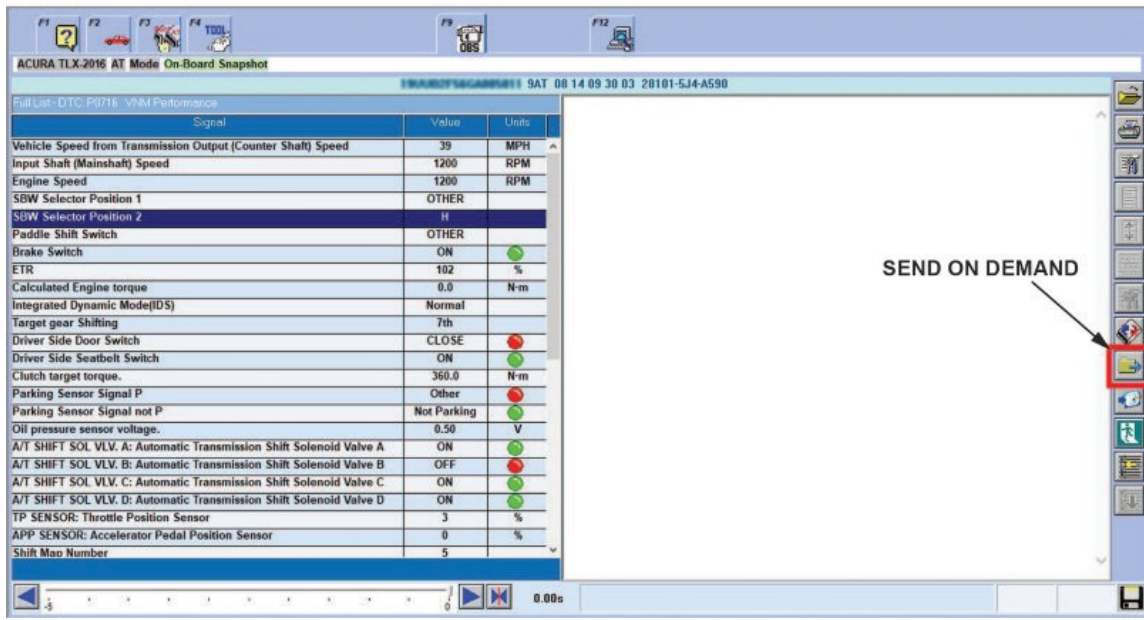 F1 F2 F3 F4 TOOL F9 OBS F12
ACURA TLX-2016 AT Mode On-Board Snapshot
9AT 08 14 09 30 03 28101-5J4-A590
Full List - DTC: P0716 VNM Performance
Signal Value Units
Vehicle Speed from Transmission Output (Counter Shaft) Speed 39 MPH
Input Shaft (Mainshaft) Speed 1200 RPM
Engine Speed 1200 RPM
SBW Selector Position 1 OTHER
SBW Selector Position 2 H
Paddle Shift Switch OTHER
Brake Switch ON
ETR 102 %
Calculated Engine torque 0.0 N·m
Integrated Dynamic Mode(IDS) Normal
Target gear Shifting 7th
Driver Side Door Switch CLOSE
Driver Side Seatbelt Switch ON
Clutch target torque. 360.0 N·m
Parking Sensor Signal P Other
Parking Sensor Signal not P Not Parking
Oil pressure sensor voltage. 0.50 V
A/T SHIFT SOL VLV. A: Automatic Transmission Shift Solenoid Valve A ON
A/T SHIFT SOL VLV. B: Automatic Transmission Shift Solenoid Valve B OFF
A/T SHIFT SOL VLV. C: Automatic Transmission Shift Solenoid Valve C ON
A/T SHIFT SOL VLV. D: Automatic Transmission Shift Solenoid Valve D ON
TP SENSOR: Throttle Position Sensor 3 %
APP SENSOR: Accelerator Pedal Position Sensor 0 %
Shift Map Number 5
SEND ON DEMAND
-5 0 0.00s